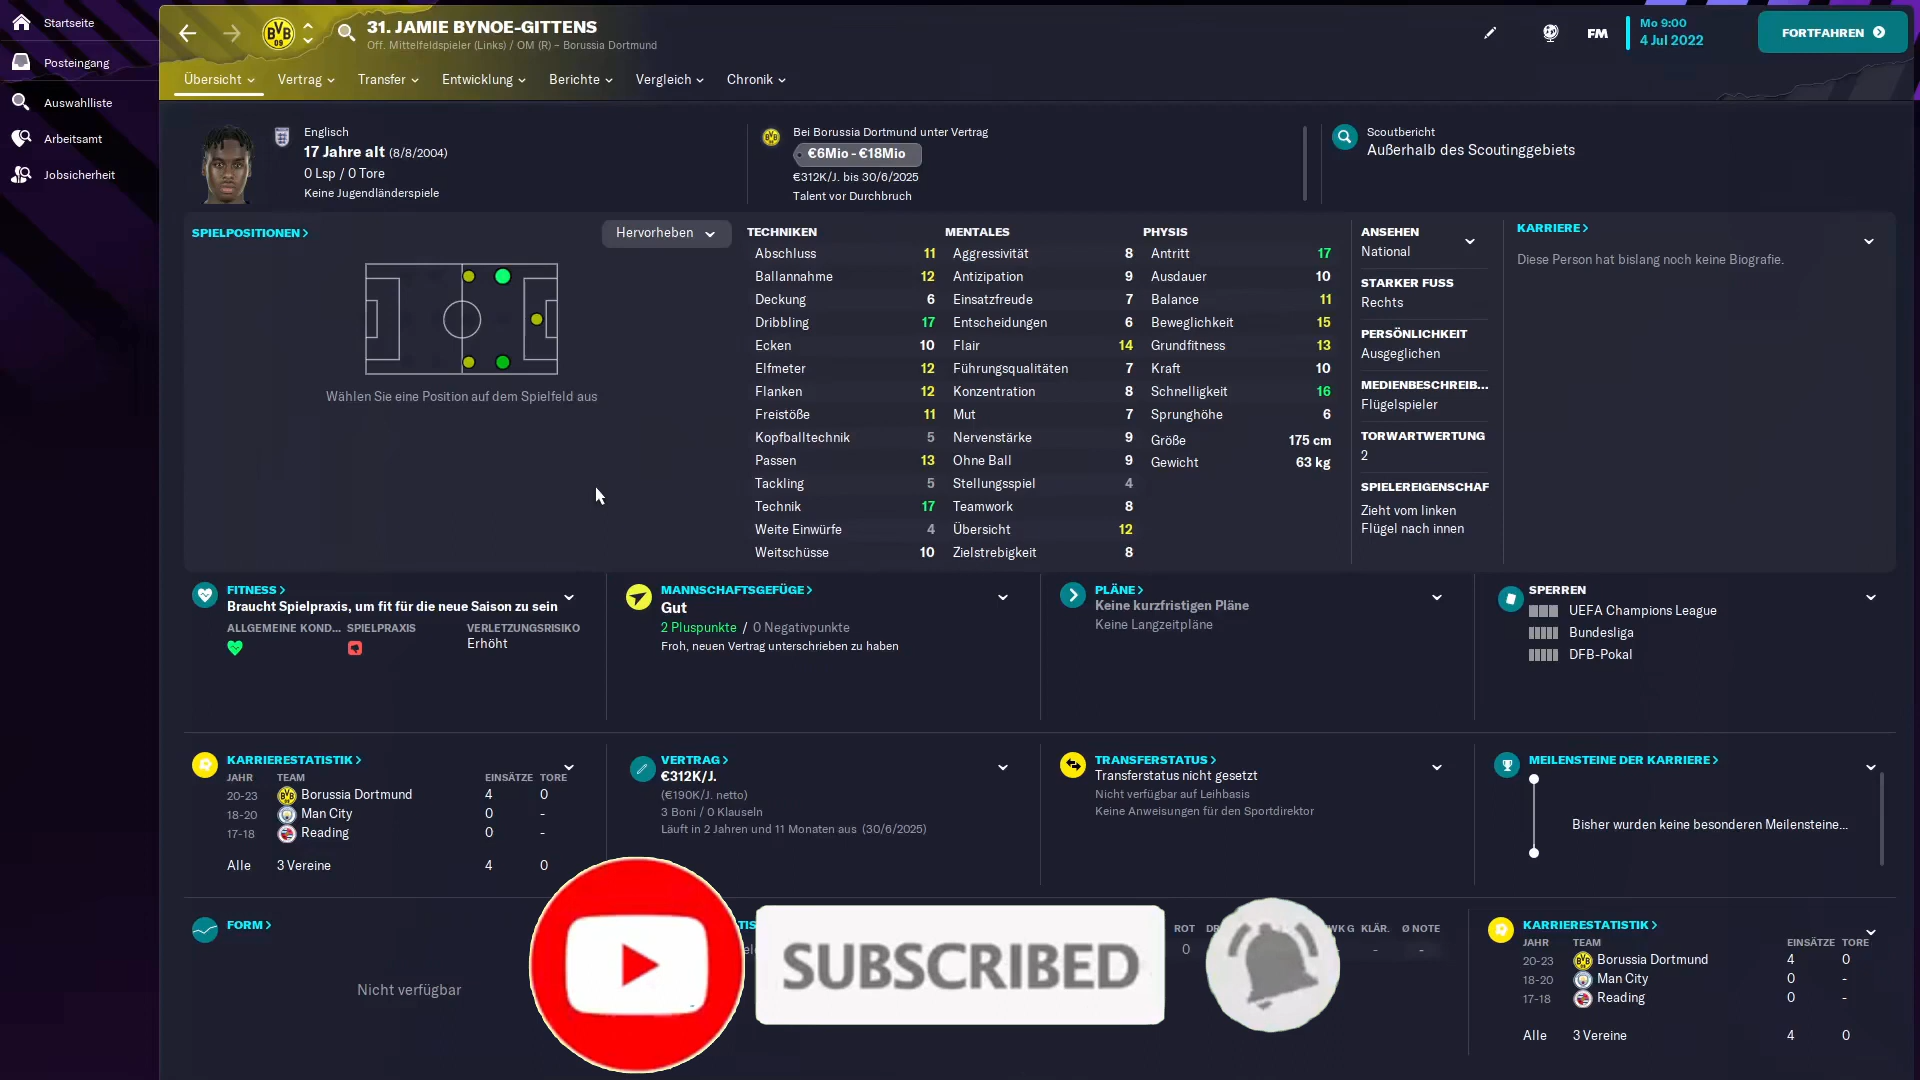 Startseite
Posteingang
Auswahlliste
Arbeitsamt
Jobsicherheit
31. JAMIE BYNOE-GITTENS
Off. Mittelfeldspieler (Links) / OM (R) – Borussia Dortmund
FM
Mo 9:00
4 Jul 2022
FORTFAHREN
Übersicht
Vertrag
Transfer
Entwicklung
Berichte
Vergleich
Chronik
Englisch
17 Jahre alt (8/8/2004)
0 Lsp / 0 Tore
Keine Jugendländerspiele
Bei Borussia Dortmund unter Vertrag
€6Mio - €18Mio
€312K/J. bis 30/6/2025
Talent vor Durchbruch
Scoutbericht
Außerhalb des Scoutinggebiets
SPIELPOSITIONEN
Hervorheben
Wählen Sie eine Position auf dem Spielfeld aus
TECHNIKEN
Abschluss 11
Ballannahme 12
Deckung 6
Dribbling 17
Ecken 10
Elfmeter 12
Flanken 12
Freistöße 11
Kopfballtechnik 5
Passen 13
Tackling 5
Technik 17
Weite Einwürfe 4
Weitschüsse 10
MENTALES
Aggressivität 8
Antizipation 9
Einsatzfreude 7
Entscheidungen 6
Flair 14
Führungsqualitäten 7
Konzentration 8
Mut 7
Nervenstärke 9
Ohne Ball 9
Stellungsspiel 4
Teamwork 8
Übersicht 12
Zielstrebigkeit 8
PHYSIS
Antritt 17
Ausdauer 10
Balance 11
Beweglichkeit 15
Grundfitness 13
Kraft 10
Schnelligkeit 16
Sprunghöhe 6
Größe 175 cm
Gewicht 63 kg
ANSEHEN
National
STARKER FUSS
Rechts
PERSÖNLICHKEIT
Ausgeglichen
MEDIENBESCHREIB...
Flügelspieler
TORWARTWERTUNG
2
SPIELEREIGENSCHAF
Zieht vom linken
Flügel nach innen
KARRIERE
Diese Person hat bislang noch keine Biografie.
FITNESS
Braucht Spielpraxis, um fit für die neue Saison zu sein
ALLGEMEINE KOND... SPIELPRAXIS VERLETZUNGSRISIKO
Erhöht
MANNSCHAFTSGEFÜGE
Gut
2 Pluspunkte / 0 Negativpunkte
Froh, neuen Vertrag unterschrieben zu haben
PLÄNE
Keine kurzfristigen Pläne
Keine Langzeitpläne
SPERREN
UEFA Champions League
Bundesliga
DFB-Pokal
KARRIERESTATISTIK
JAHR TEAM EINSÄTZE TORE
20-23 Borussia Dortmund 4 0
18-20 Man City 0 -
17-18 Reading 0 -
Alle 3 Vereine 4 0
VERTRAG
€312K/J.
(€190K/J. netto)
3 Boni / 0 Klauseln
Läuft in 2 Jahren und 11 Monaten aus (30/6/2025)
TRANSFERSTATUS
Transferstatus nicht gesetzt
Nicht verfügbar auf Leihbasis
Keine Anweisungen für den Sportdirektor
MEILENSTEINE DER KARRIERE
Bisher wurden keine besonderen Meilensteine...
FORM
Nicht verfügbar
ROT KLÄR. Ø NOTE
0 - -
SUBSCRIBED
KARRIERESTATISTIK
JAHR TEAM EINSÄTZE TORE
20-23 Borussia Dortmund 4 0
18-20 Man City 0 -
17-18 Reading 0 -
Alle 3 Vereine 4 0